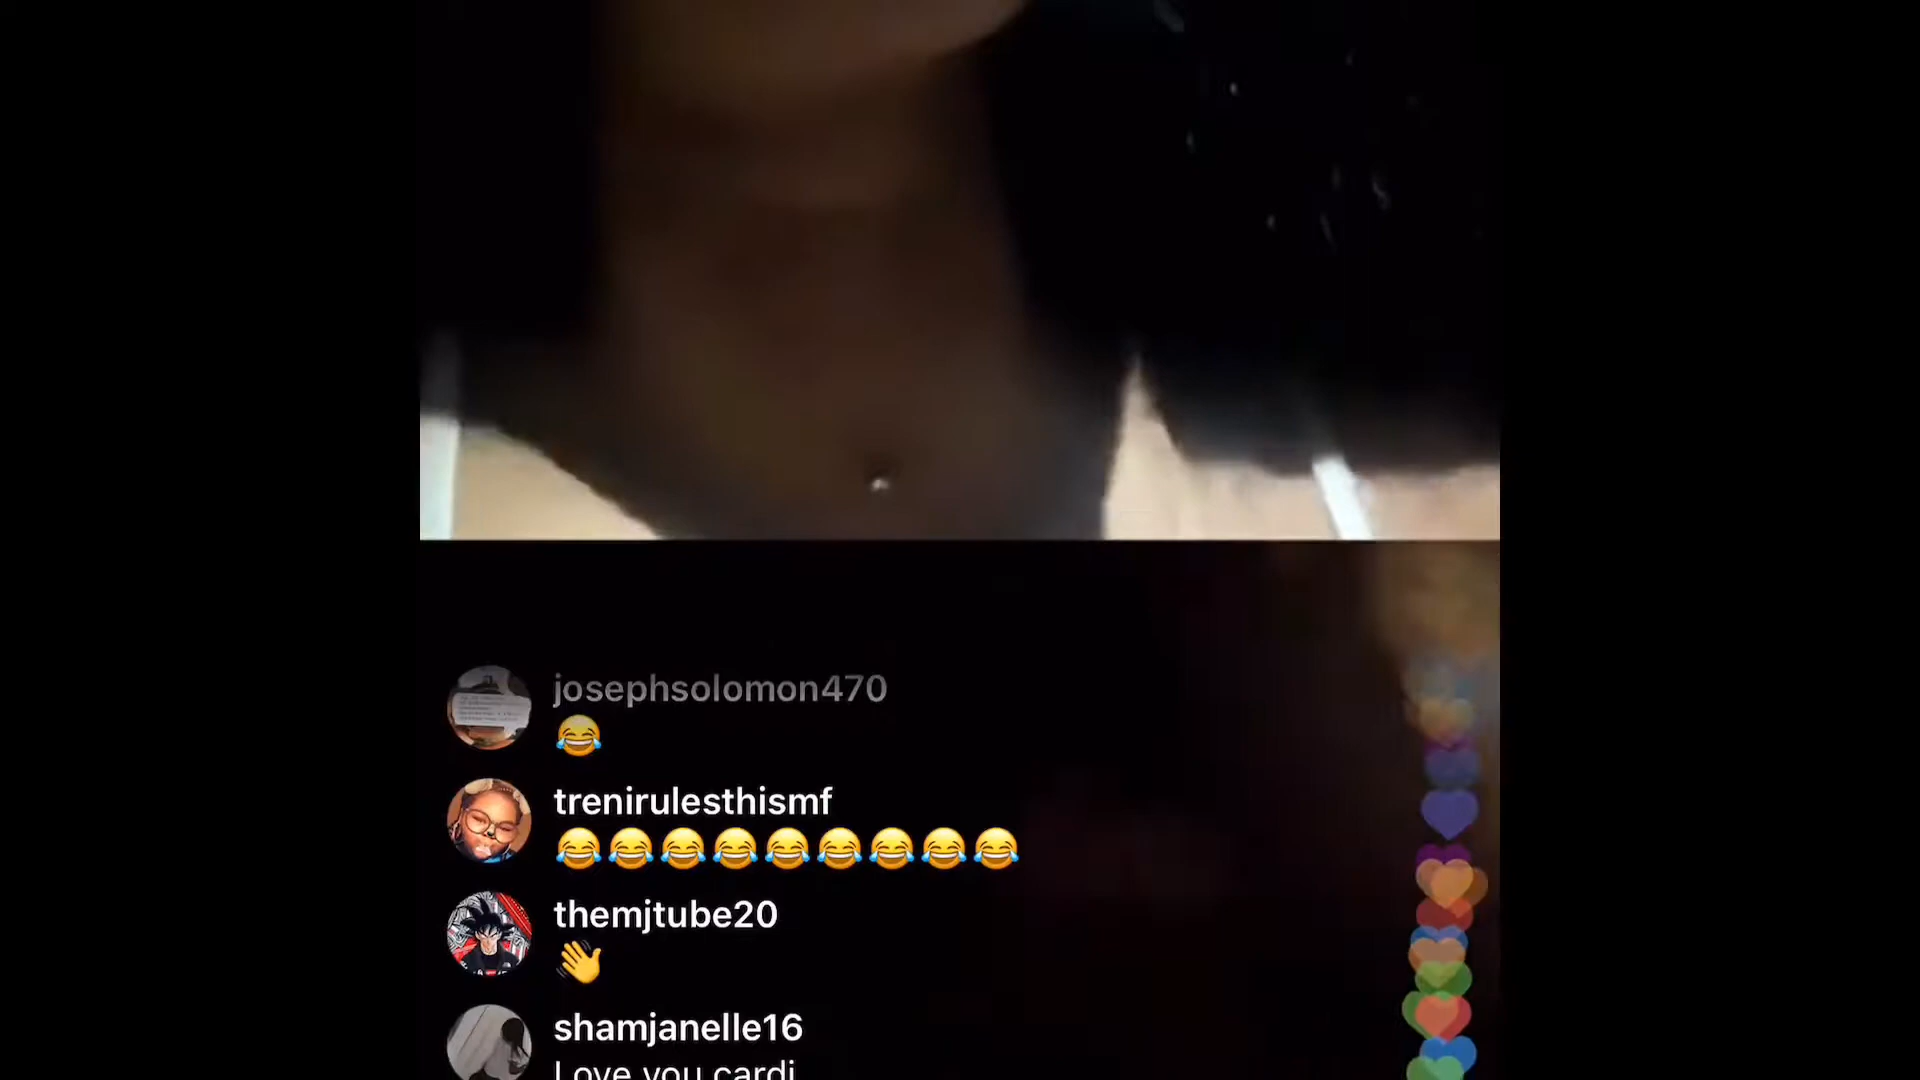 josephsolomon470
😂
trenirulesthismf
😂😂😂😂😂😂😂😂😂
themjtube20
👋
shamjanelle16
Love you cardi